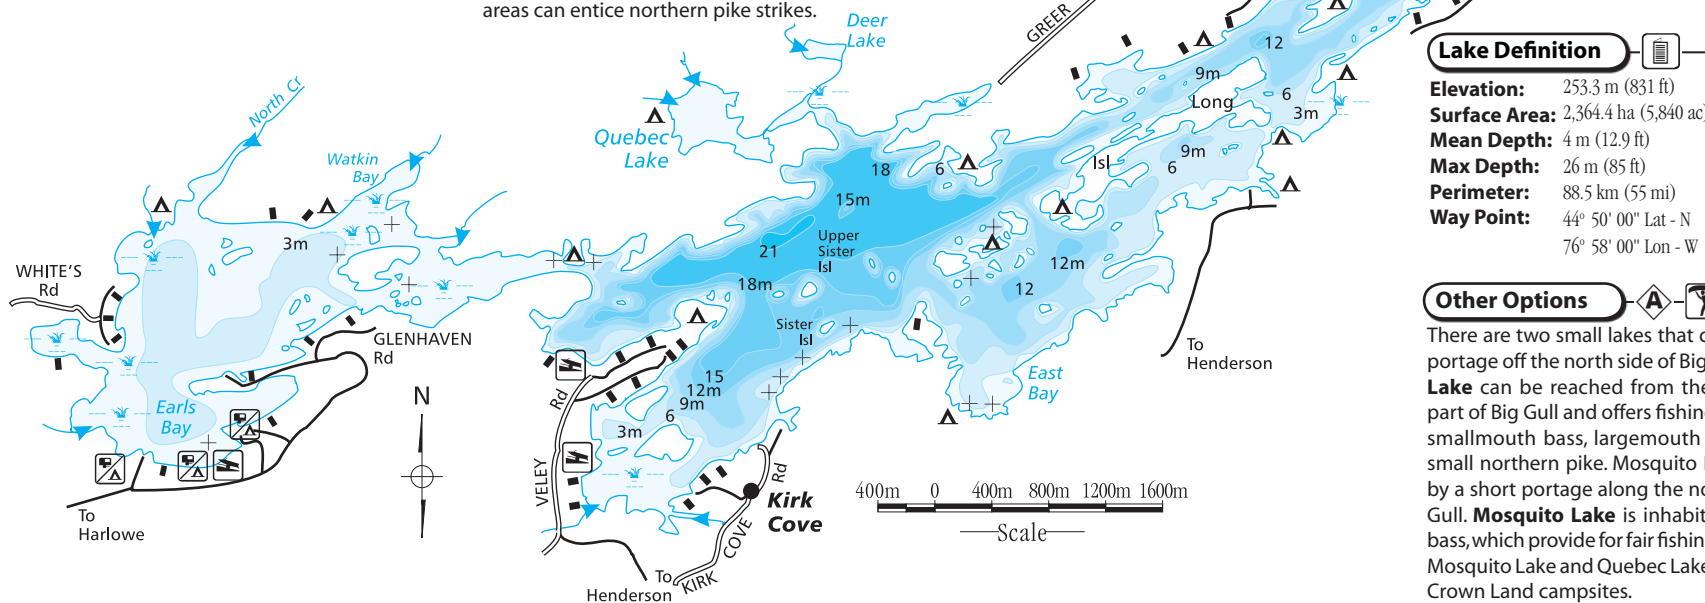 areas can entice northern pike strikes.
Deer
Lake
GREER
North Cr
Watkin
Bay
Quebec
Lake
12
9m
Long
6
3m
9m
6
Isl
18
6
15m
3m
21
Upper
Sister
Isl
18m
12m
12
WHITE'S
Rd
GLENHAVEN
Rd
Sister
Isl
To
Henderson
Earls
Bay
N
East
Bay
15
12m
9m
6
3m
Rd
VELEY
Rd
Kirk
Cove
KIRK COVE
To
Harlowe
To
Henderson
400m 0 400m 800m 1200m 1600m
Scale
Lake Definition
Elevation: 253.3 m (831 ft)
Surface Area: 2,364.4 ha (5,840 ac)
Mean Depth: 4 m (12.9 ft)
Max Depth: 26 m (85 ft)
Perimeter: 88.5 km (55 mi)
Way Point: 44° 50' 00" Lat - N
76° 58' 00" Lon - W
Other Options
A
There are two small lakes that
portage off the north side of Big
Lake can be reached from the
part of Big Gull and offers fishing
smallmouth bass, largemouth
small northern pike. Mosquito
by a short portage along the
Gull. Mosquito Lake is
bass, which provide for fair
Mosquito Lake and Quebec Lake
Crown Land campsites.